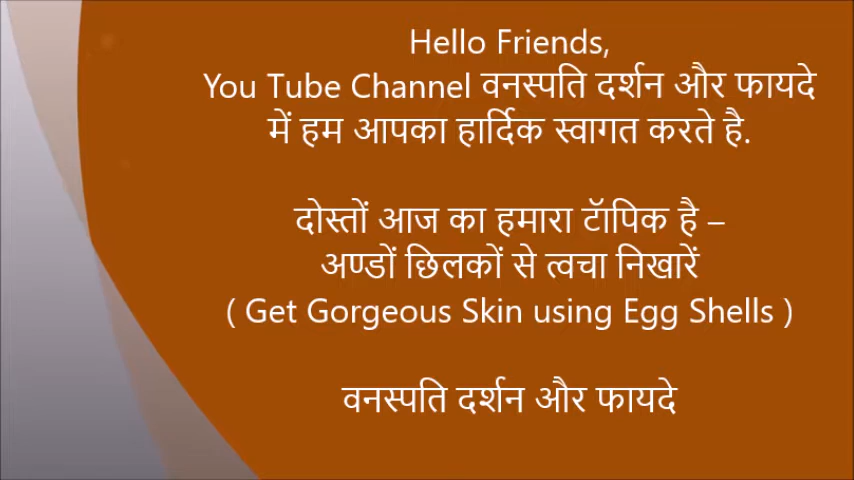 Hello Friends,
You Tube Channel वनस्पति दर्शन और फायदे
में हम आपका हार्दिक स्वागत करते है.
दोस्तों आज का हमारा टॅापिक है –
अण्डों छिलकों से त्वचा निखारें
( Get Gorgeous Skin using Egg Shells )
वनस्पति दर्शन और फायदे